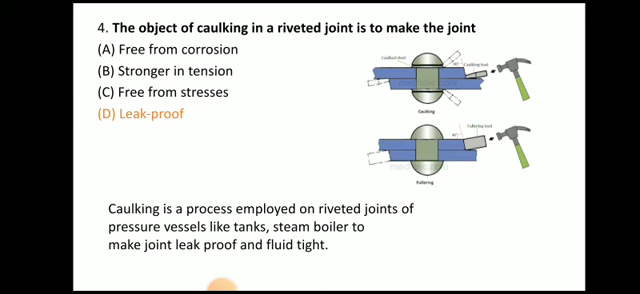 4. The object of caulking in a riveted joint is to make the joint
(A) Free from corrosion
(B) Stronger in tension
(C) Free from stresses
(D) Leak-proof
Caulked rivet
Caulking tool
Caulking
Fullering tool
Fullering
Caulking is a process employed on riveted joints of
pressure vessels like tanks, steam boiler to
make joint leak proof and fluid tight.